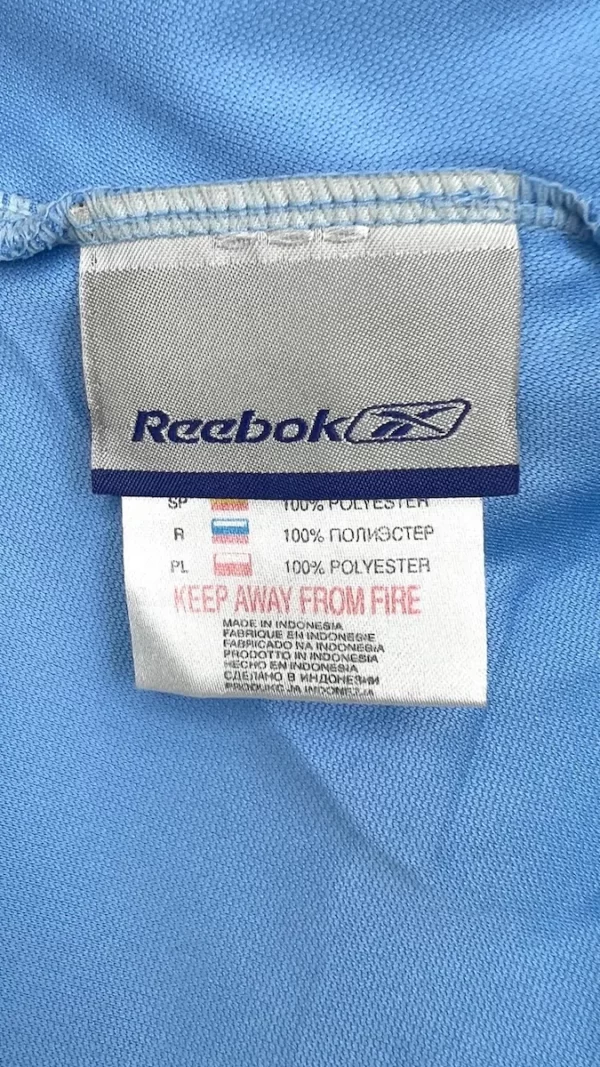 Reebok
SP 100% POLYESTER
R 100% ПОЛИЭСТЕР
PL 100% POLYESTER
KEEP AWAY FROM FIRE
MADE IN INDONESIA
FABRIQUE EN INDONESIE
FABRICADO NA INDONESIA
PRODOTTO IN INDONESIA
HECHO EN INDONESIA
СДЕЛАНО В ИНДОНЕЗИИ
PRODUKCJA INDONEZJA